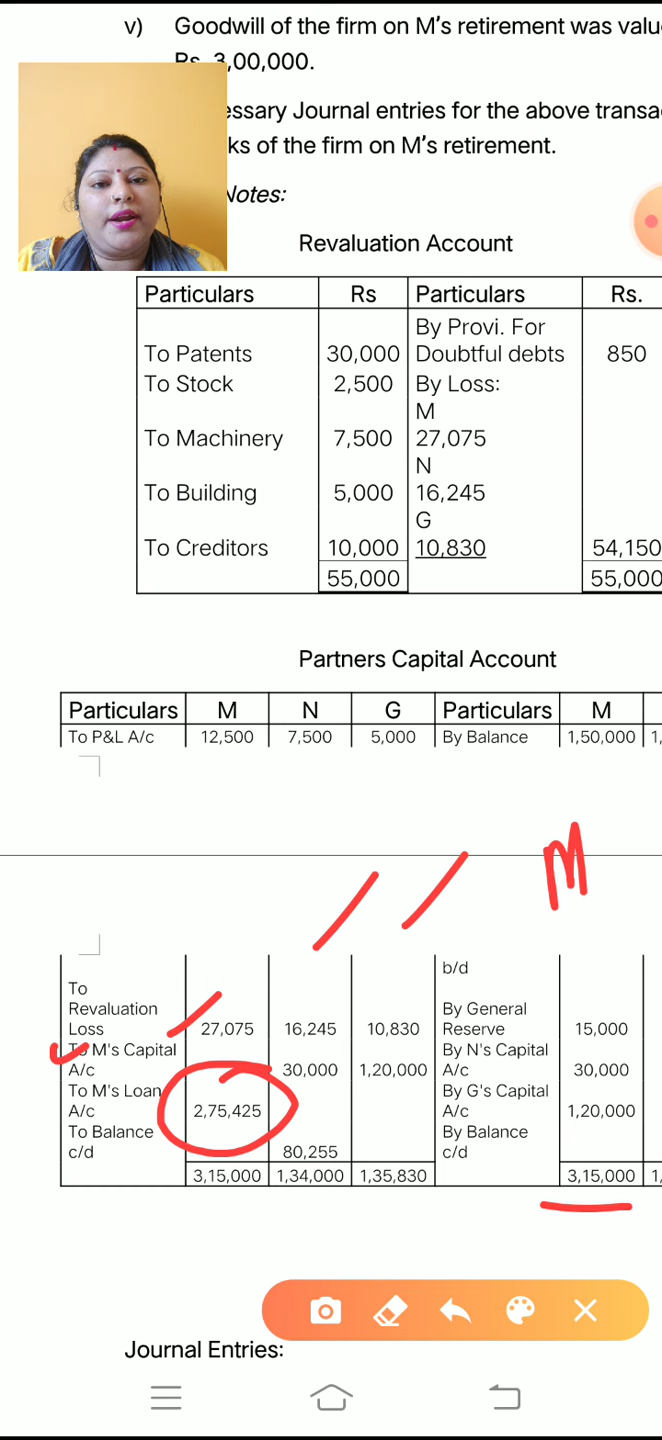 v) Goodwill of the firm on M’s retirement was
Rs. 3,00,000.
for the above
of the firm on M’s retirement.
Notes:
Revaluation Account
Particulars Rs Particulars Rs.
By Provi. For
To Patents 30,000 Doubtful debts 850
To Stock 2,500 By Loss:
M
To Machinery 7,500 27,075
N
To Building 5,000 16,245
G
To Creditors 10,000 10,830 54,150
55,000 55,000
Partners Capital Account
Particulars M N G Particulars M
To P&L A/c 12,500 7,500 5,000 By Balance 1,50,000
M
b/d
To
Revaluation By General
Loss 27,075 16,245 10,830 Reserve 15,000
To M's Capital By N's Capital
A/c 30,000 1,20,000 A/c 30,000
To M's Loan By G's Capital
A/c 2,75,425 A/c 1,20,000
To Balance By Balance
c/d 80,255 c/d
3,15,000 1,34,000 1,35,830 3,15,000
Journal Entries: